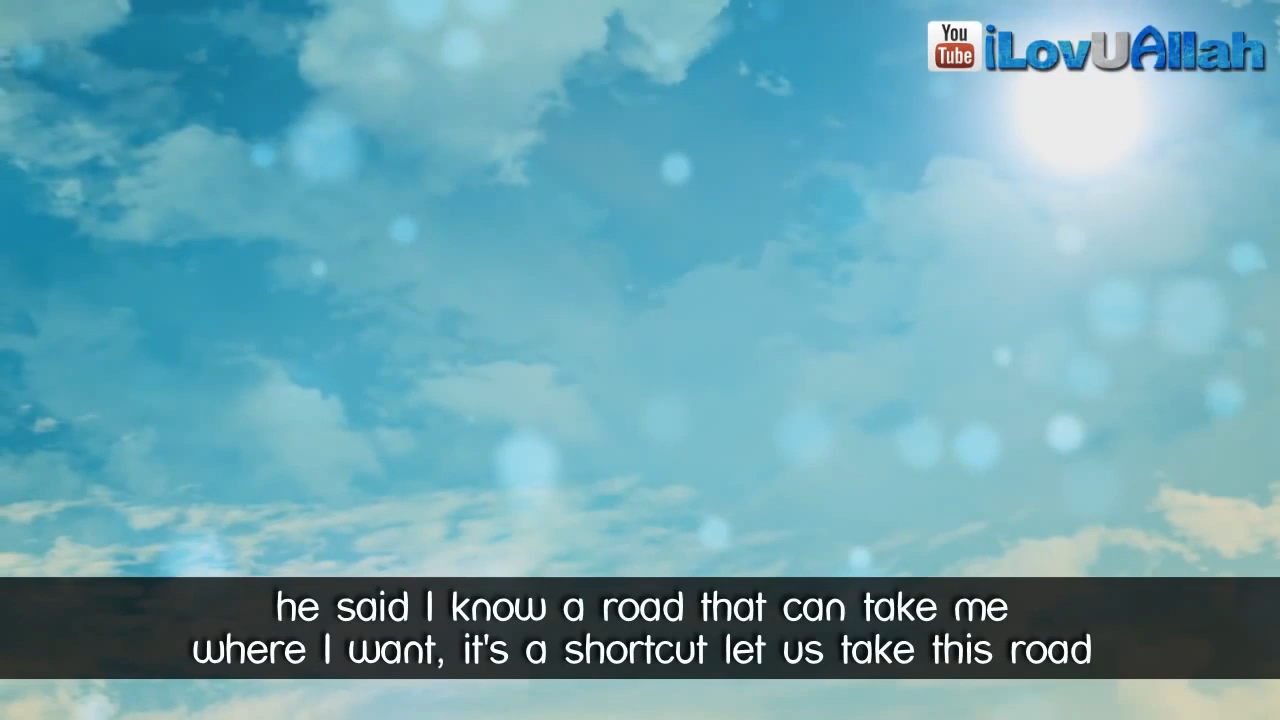 You
Tube
iLovUAllah
he said I know a road that can take me
where I want, it's a shortcut let us take this road